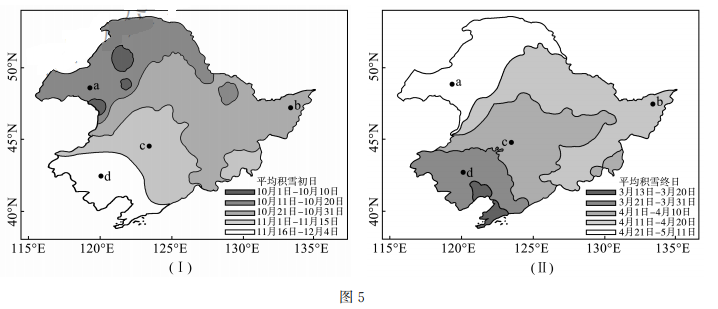 50°N
45°N
40°N
115°E 120°E 125°E 130°E 135°E
a
b
c
d
平均积雪初日
10月1日-10月10日
10月11日-10月20日
10月21日-10月31日
11月1日-11月15日
11月16日-12月4日
(Ⅰ)
50°N
45°N
40°N
115°E 120°E 125°E 130°E 135°E
a
b
c
d
平均积雪终日
3月13日-3月20日
3月21日-3月31日
4月1日-4月10日
4月11日-4月20日
4月21日-5月11日
(Ⅱ)
图 5